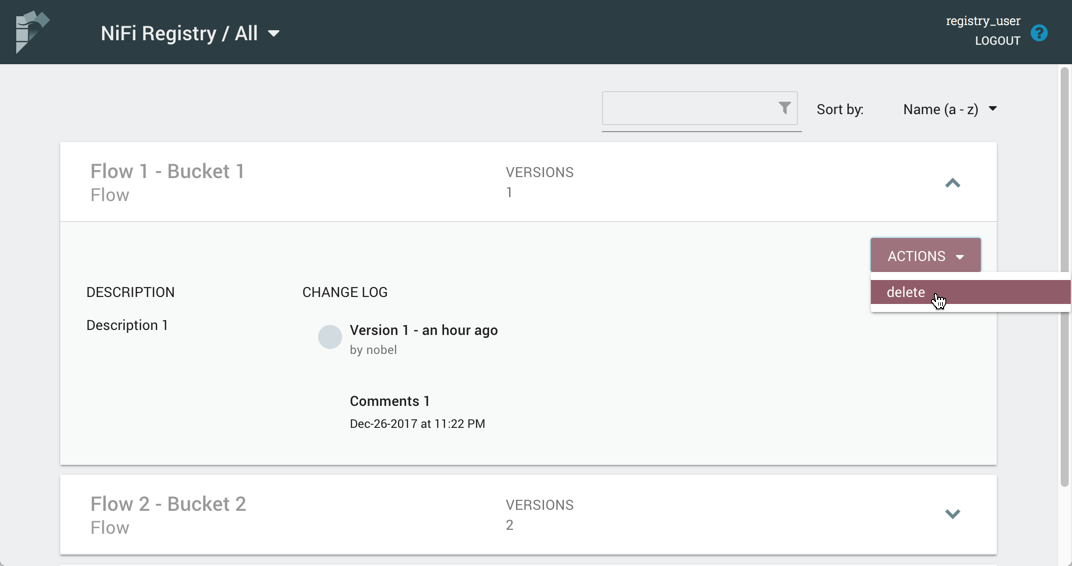 NiFi Registry / All
registry_user
LOGOUT
?
Sort by: Name (a - z)
Flow 1 - Bucket 1
Flow
VERSIONS
1
ACTIONS
delete
DESCRIPTION
Description 1
CHANGE LOG
Version 1 - an hour ago
by nobel
Comments 1
Dec-26-2017 at 11:22 PM
Flow 2 - Bucket 2
Flow
VERSIONS
2